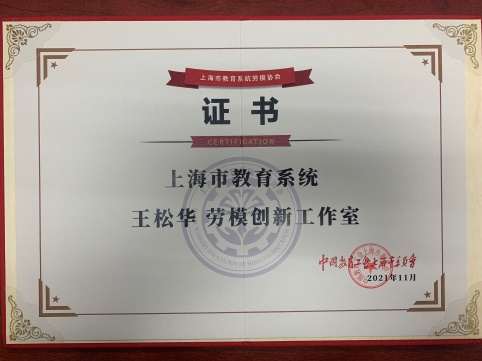 上海市教育系统劳模协会
证书
CERTIFICATION
上海市教育系统
王松华 劳模创新工作室
中国教育工会上海市委员会
2021年11月